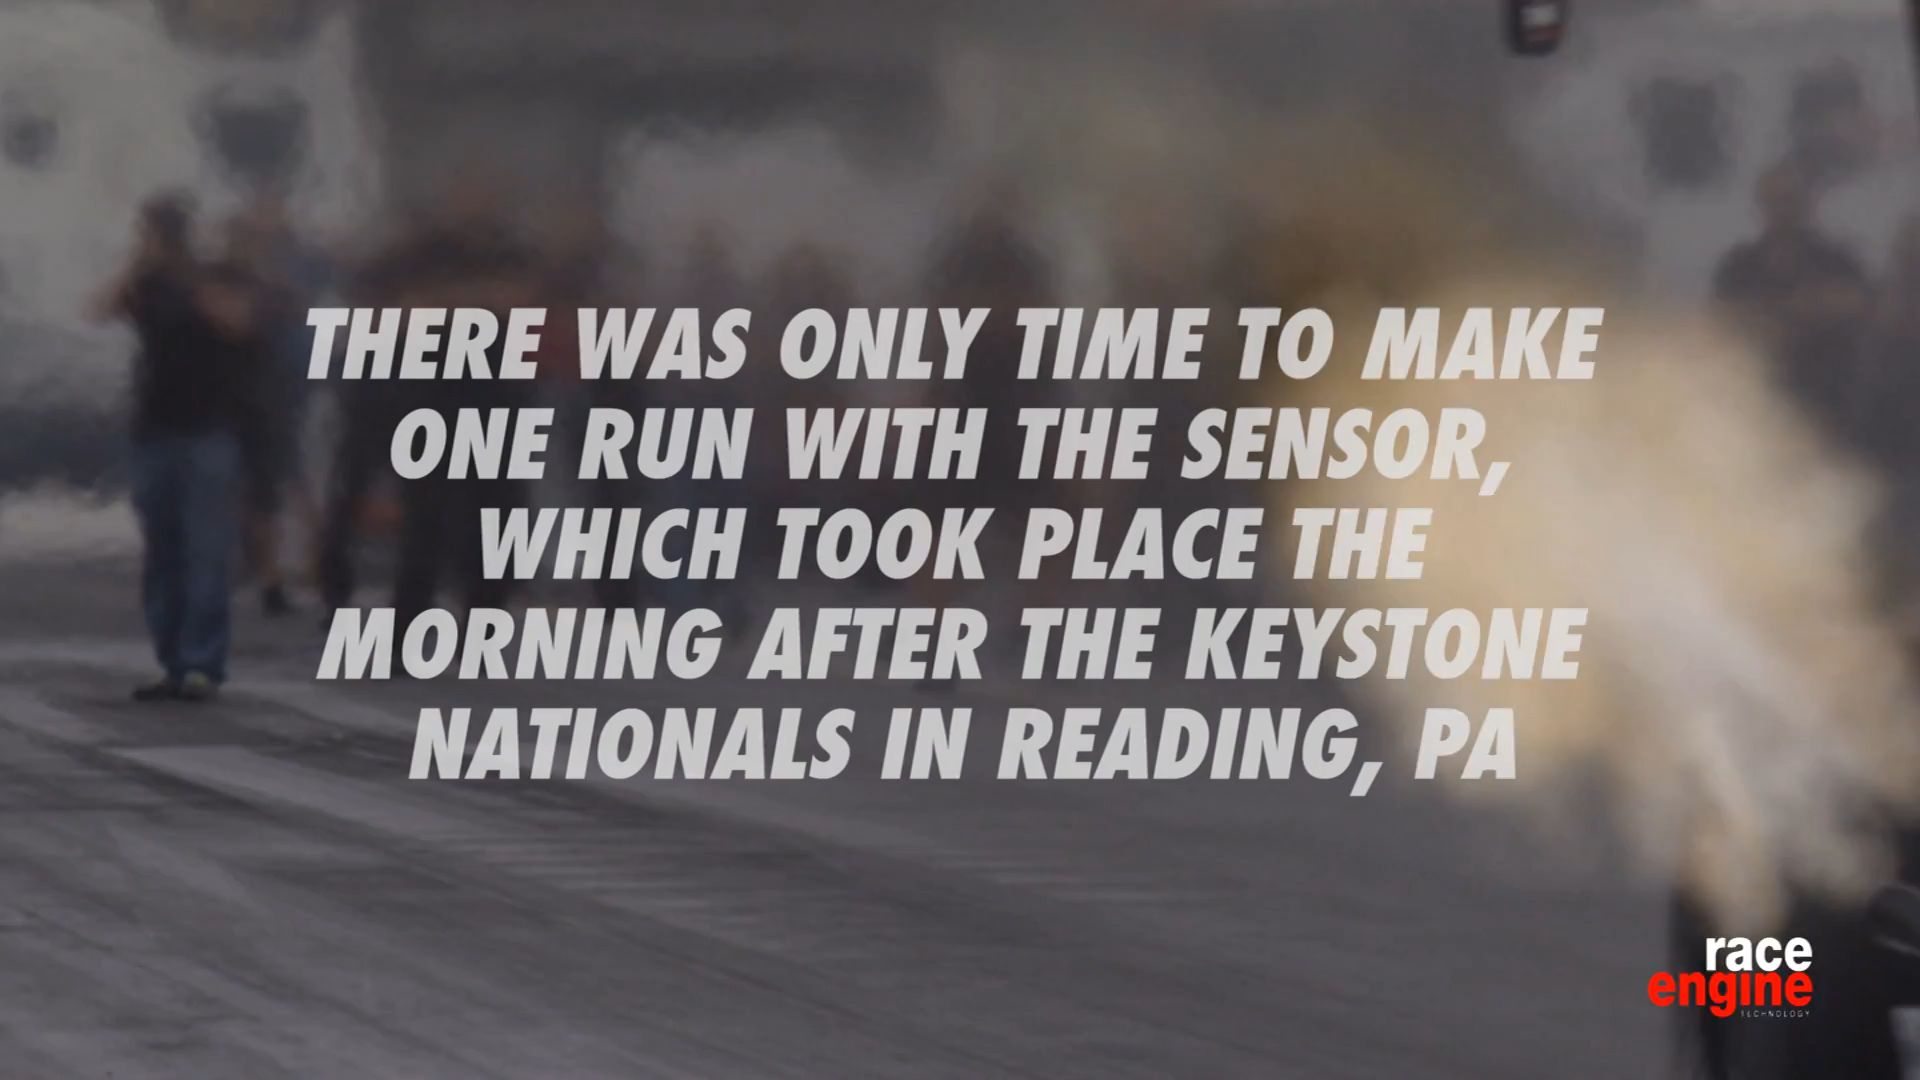 THERE WAS ONLY TIME TO MAKE
ONE RUN WITH THE SENSOR,
WHICH TOOK PLACE THE
MORNING AFTER THE KEYSTONE
NATIONALS IN READING, PA
race
engine
TECHNOLOGY